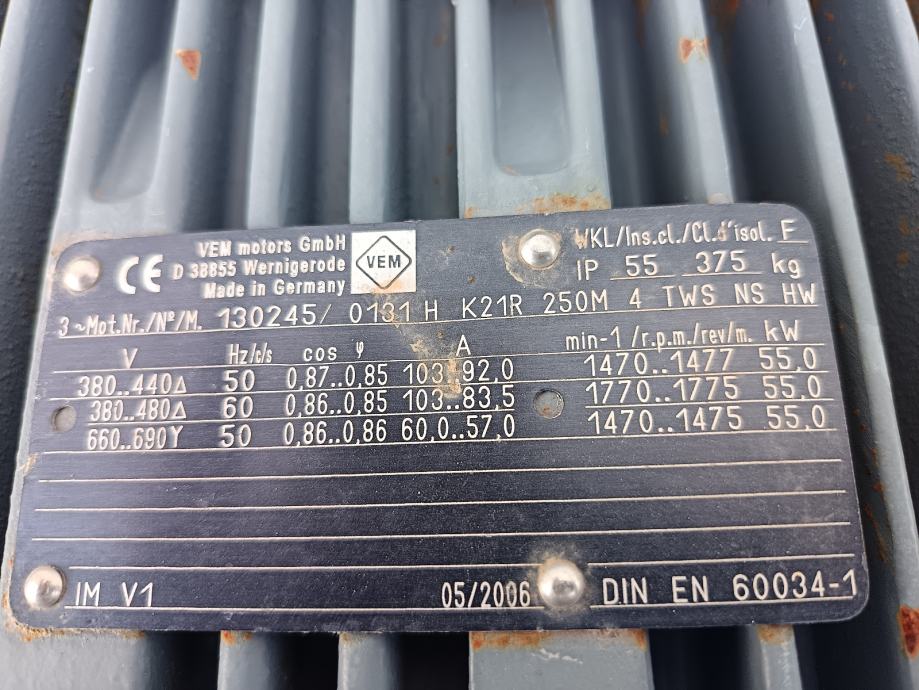 VEM motors GmbH
D 38855 Wernigerode
Made in Germany
CE
VEM
WKL/Ins.cl./Cl.d'isol. F
IP 55 375 kg
3~Mot.Nr./Nº/M. 130245/ 0131 H K21R 250M 4 TWS NS HW
V Hz/c/s cos φ A min-1/r.p.m./rev/m. kW
380..440Δ 50 0,87..0,85 103..92,0 1470..1477 55,0
380..480Δ 60 0,86..0,85 103..83,5 1770..1775 55,0
660..690Y 50 0,86..0,86 60,0..57,0 1470..1475 55,0
IM V1 05/2006 DIN EN 60034-1